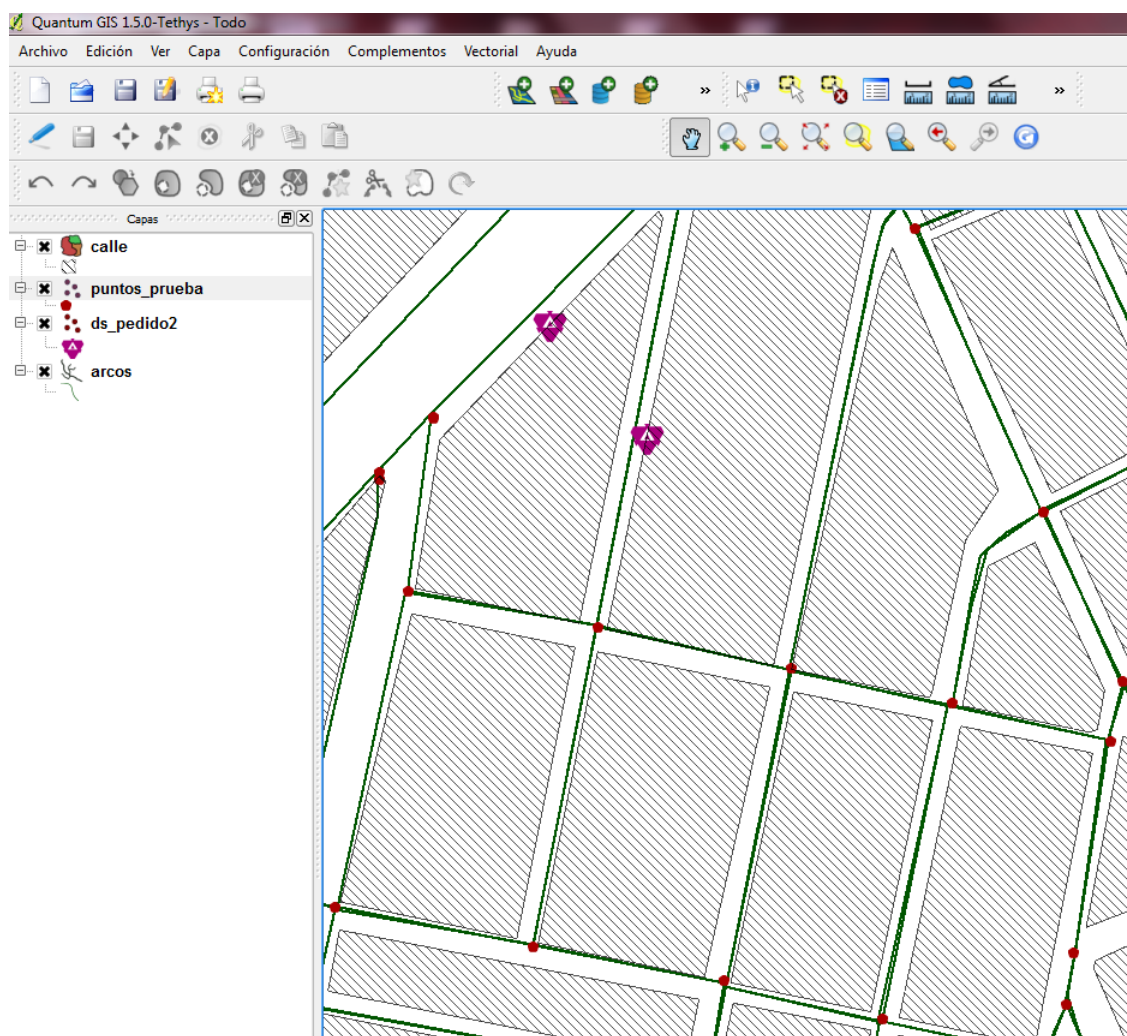 Quantum GIS 1.5.0-Tethys - Todo
Archivo Edición Ver Capa Configuración Complementos Vectorial Ayuda
» »
Capas
calle
puntos_prueba
ds_pedido2
arcos